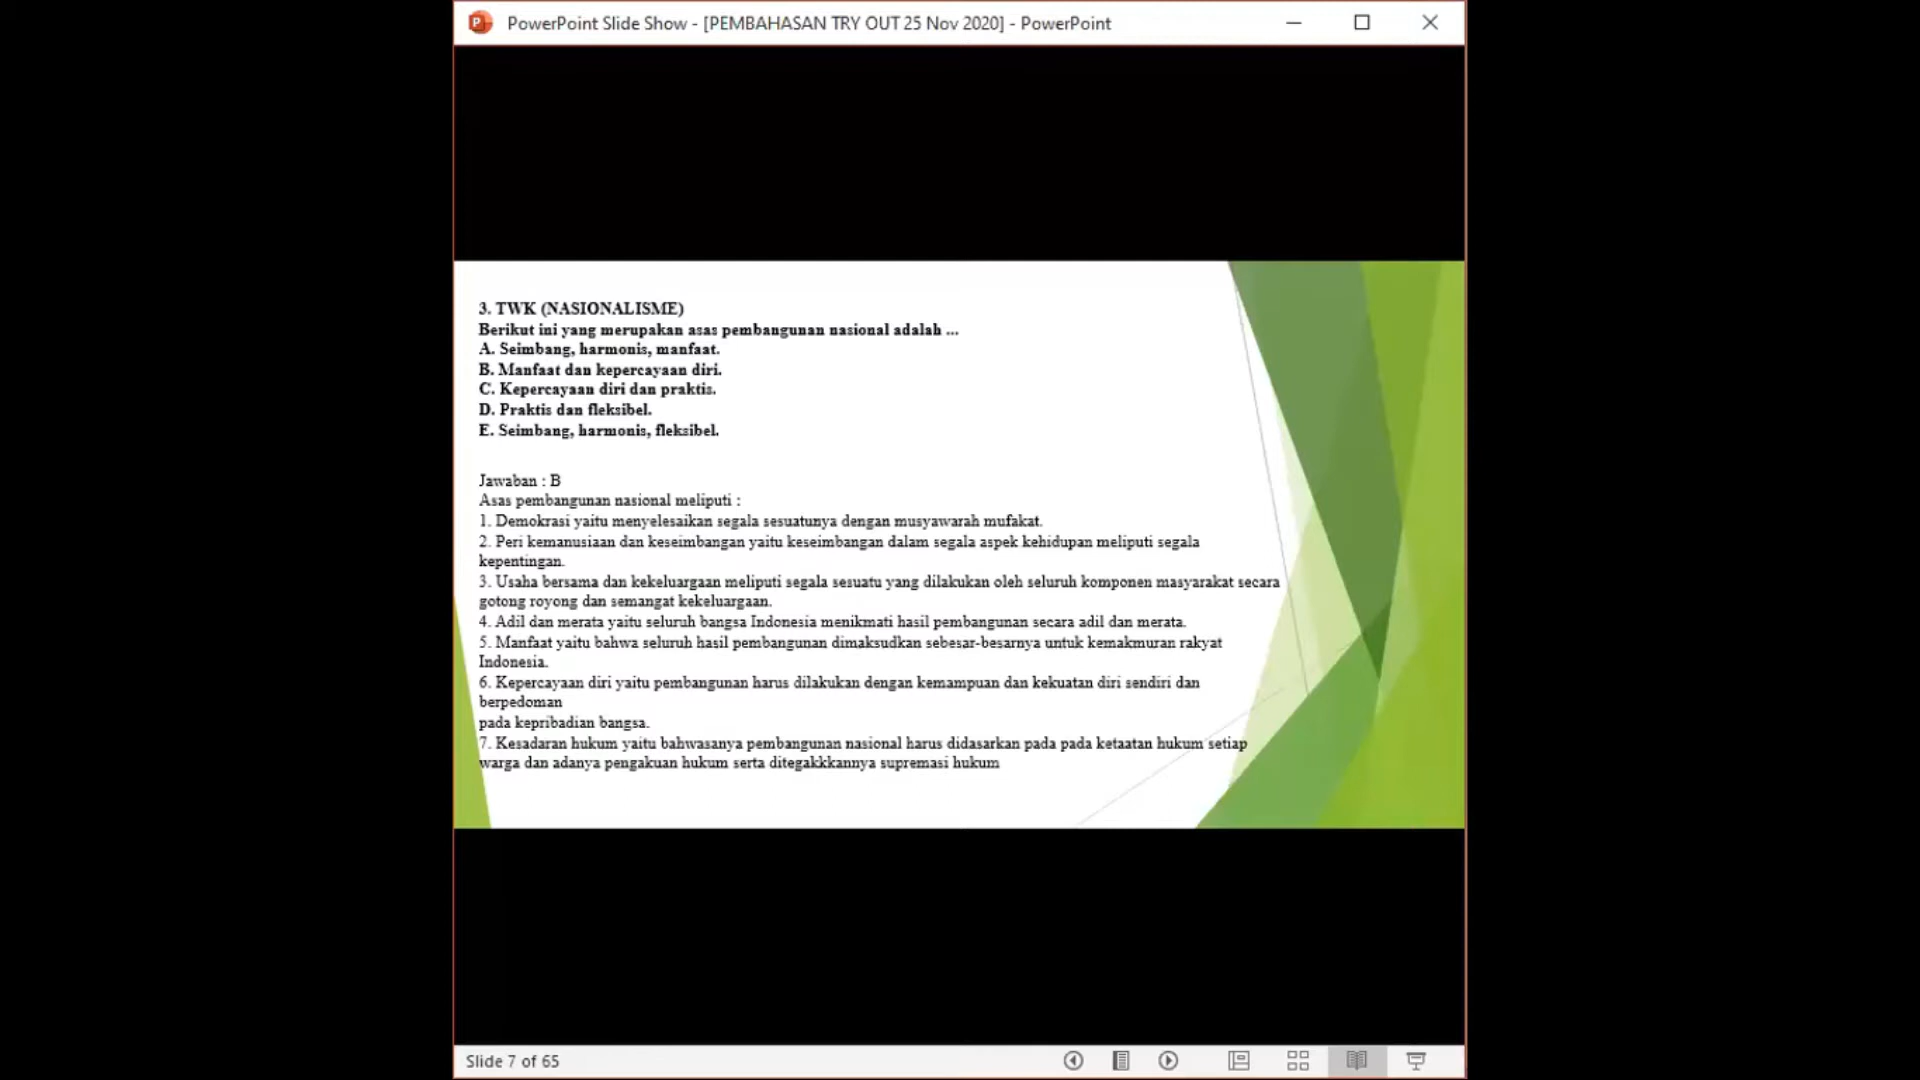 PowerPoint Slide Show - [PEMBAHASAN TRY OUT 25 Nov 2020] - PowerPoint
3. TWK (NASIONALISME)
Berikut ini yang merupakan asas pembangunan nasional adalah ...
A. Seimbang, harmonis, manfaat.
B. Manfaat dan kepercayaan diri.
C. Kepercayaan diri dan praktis.
D. Praktis dan fleksibel.
E. Seimbang, harmonis, fleksibel.
Jawaban : B
Asas pembangunan nasional meliputi :
1. Demokrasi yaitu menyelesaikan segala sesuatunya dengan musyawarah mufakat.
2. Peri kemanusiaan dan keseimbangan yaitu keseimbangan dalam segala aspek kehidupan meliputi segala
kepentingan.
3. Usaha bersama dan kekeluargaan meliputi segala sesuatu yang dilakukan oleh seluruh komponen masyarakat secara
gotong royong dan semangat kekeluargaan.
4. Adil dan merata yaitu seluruh bangsa Indonesia menikmati hasil pembangunan secara adil dan merata.
5. Manfaat yaitu bahwa seluruh hasil pembangunan dimaksudkan sebesar-besarnya untuk kemakmuran rakyat
Indonesia.
6. Kepercayaan diri yaitu pembangunan harus dilakukan dengan kemampuan dan kekuatan diri sendiri dan
berpedoman
pada kepribadian bangsa.
7. Kesadaran hukum yaitu bahwasanya pembangunan nasional harus didasarkan pada pada ketaatan hukum setiap
warga dan adanya pengakuan hukum serta ditegakkkannya supremasi hukum
Slide 7 of 65